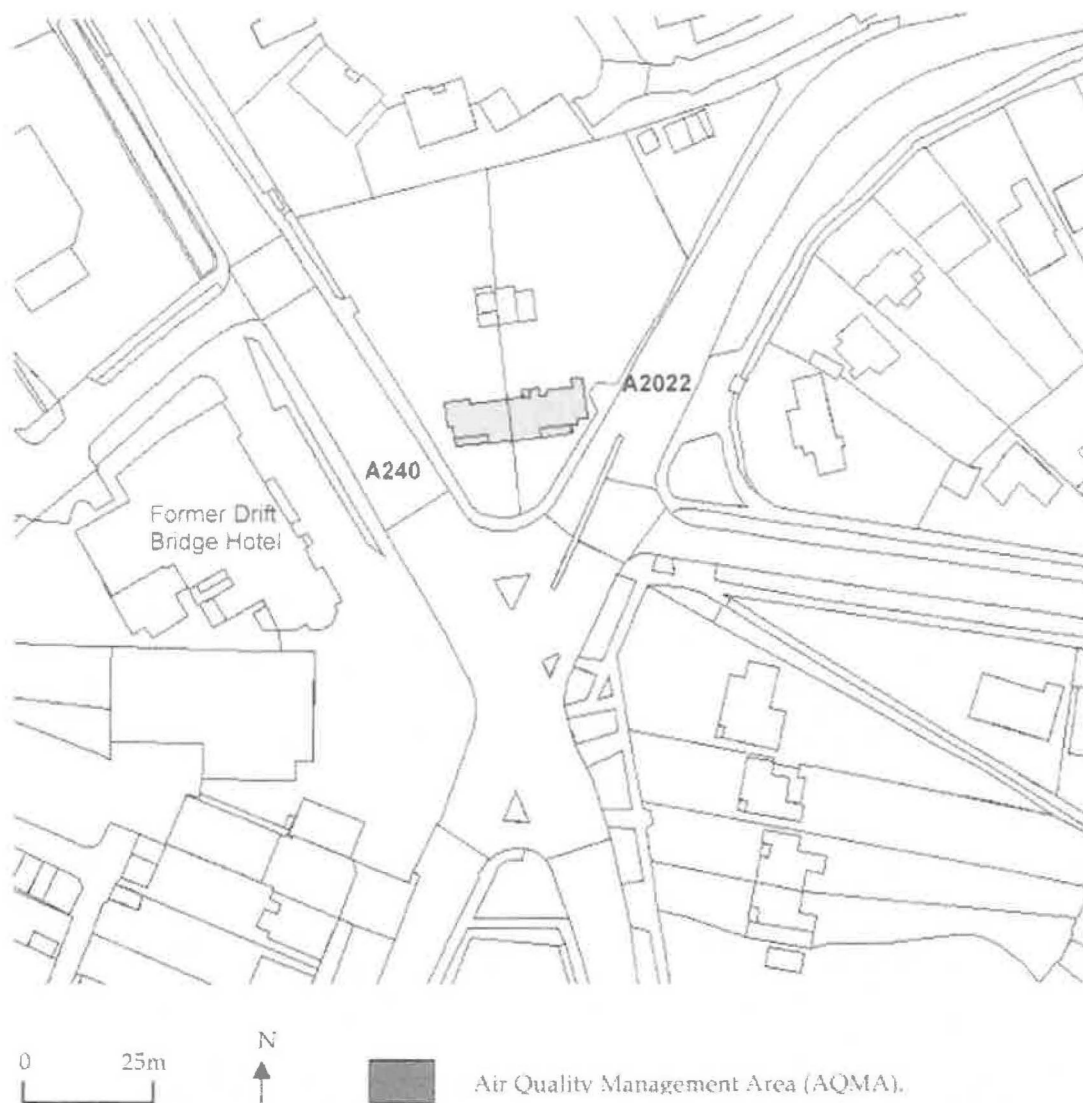 A2022
A240
Former Drift
Bridge Hotel
0 25m
N
Air Quality Management Area (AQMA).